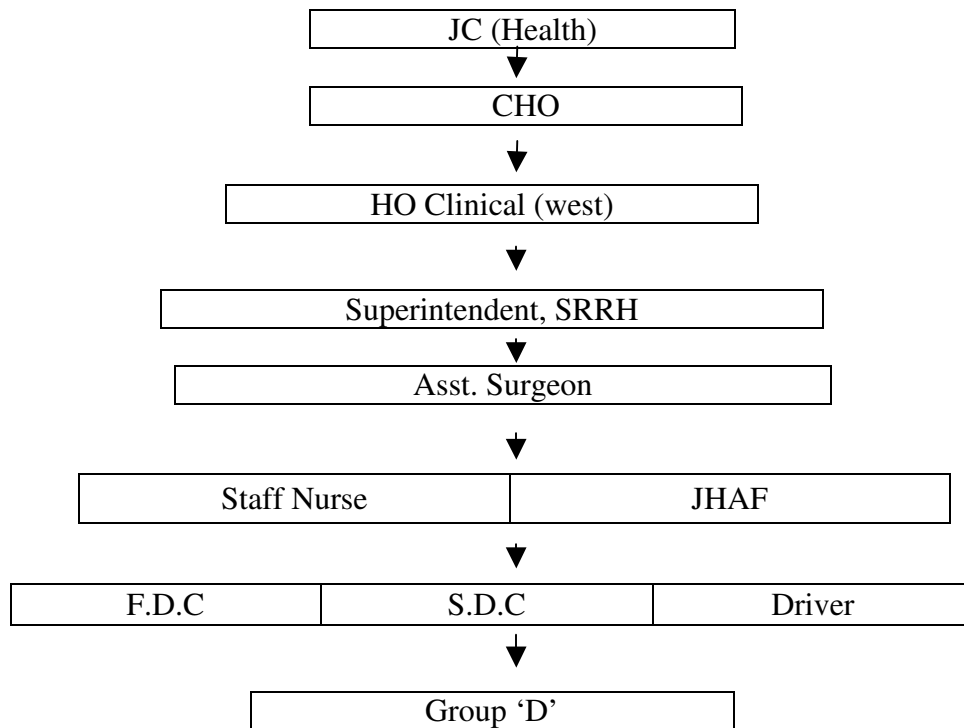 JC (Health)
CHO
HO Clinical (west)
Superintendent, SRRH
Asst. Surgeon
Staff Nurse JHAF
F.D.C S.D.C Driver
Group ‘D’